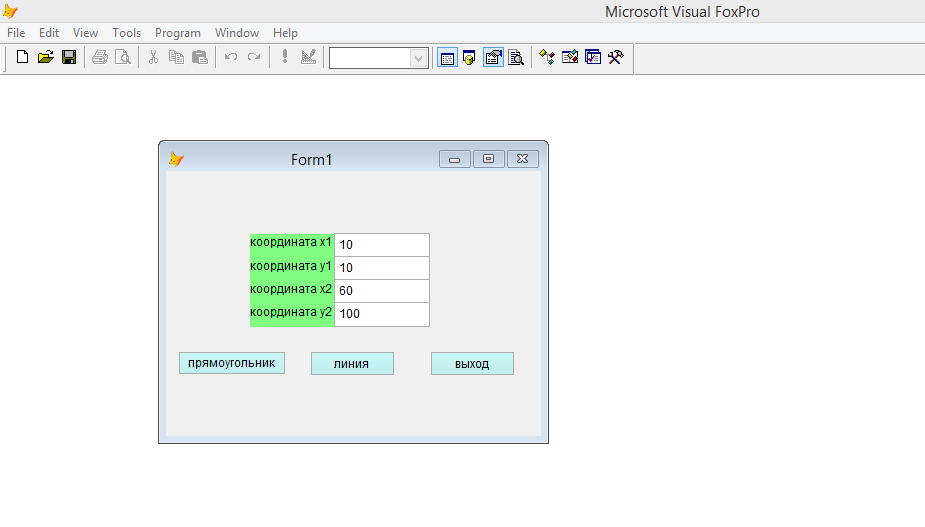 Microsoft Visual FoxPro
File Edit View Tools Program Window Help
Form1
координата x1 10
координата y1 10
координата x2 60
координата y2 100
прямоугольник линия выход